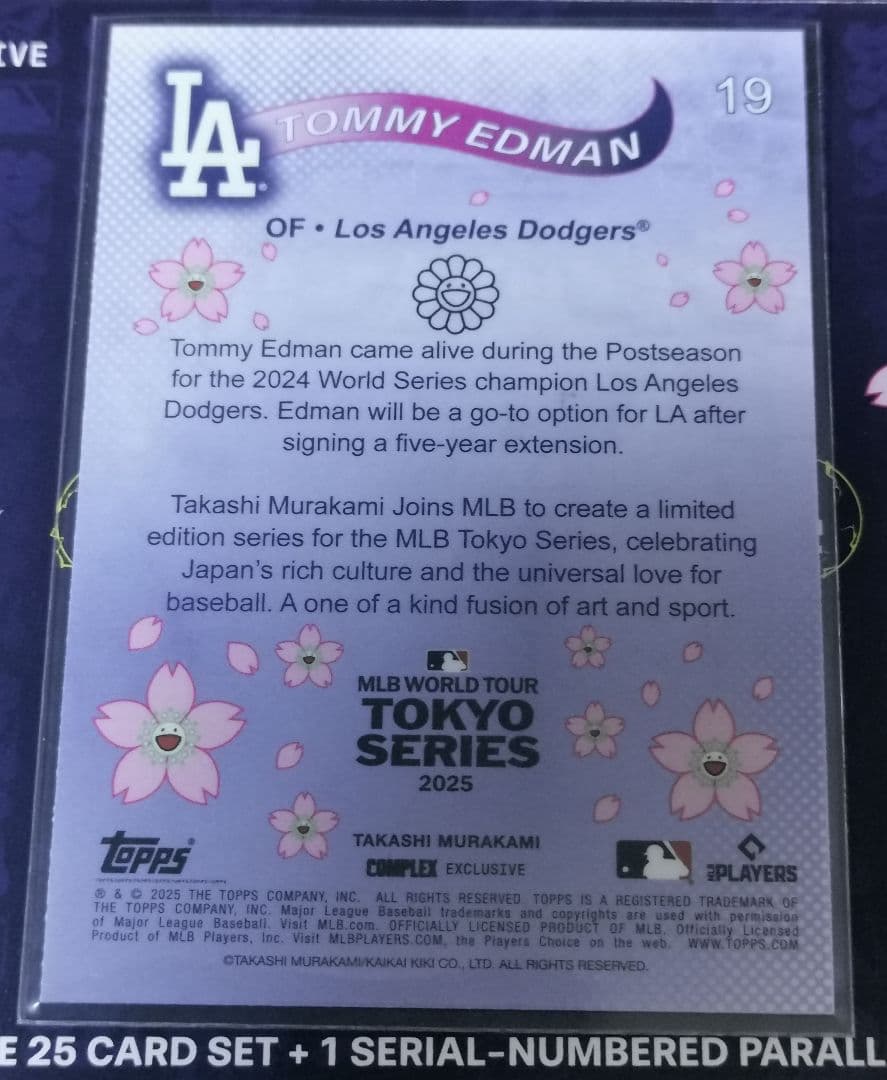 IVE
LA
TOMMY EDMAN
19
OF • Los Angeles Dodgers®
Tommy Edman came alive during the Postseason
for the 2024 World Series champion Los Angeles
Dodgers. Edman will be a go-to option for LA after
signing a five-year extension.
Takashi Murakami Joins MLB to create a limited
edition series for the MLB Tokyo Series, celebrating
Japan's rich culture and the universal love for
baseball. A one of a kind fusion of art and sport.
MLB WORLD TOUR
TOKYO
SERIES
2025
TAKASHI MURAKAMI
COMPLEX EXCLUSIVE
TOPPS
MLB PLAYERS
® & © 2025 THE TOPPS COMPANY, INC. ALL RIGHTS RESERVED. TOPPS IS A REGISTERED TRADEMARK OF
THE TOPPS COMPANY, INC. Major League Baseball trademarks and copyrights are used with permission
of Major League Baseball. Visit MLB.com. OFFICIALLY LICENSED PRODUCT OF MLB. Officially Licensed
Product of MLB Players, Inc. Visit MLBPLAYERS.COM, the Players Choice on the web. WWW.TOPPS.COM
©TAKASHI MURAKAMI/KAIKAI KIKI CO., LTD. ALL RIGHTS RESERVED.
E 25 CARD SET + 1 SERIAL-NUMBERED PARALL